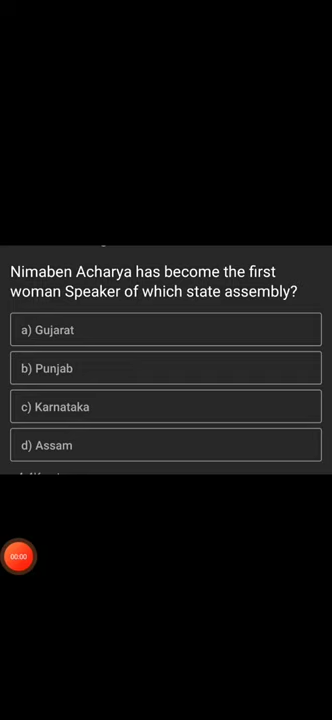 Nimaben Acharya has become the first
woman Speaker of which state assembly?
a) Gujarat
b) Punjab
c) Karnataka
d) Assam
00:00